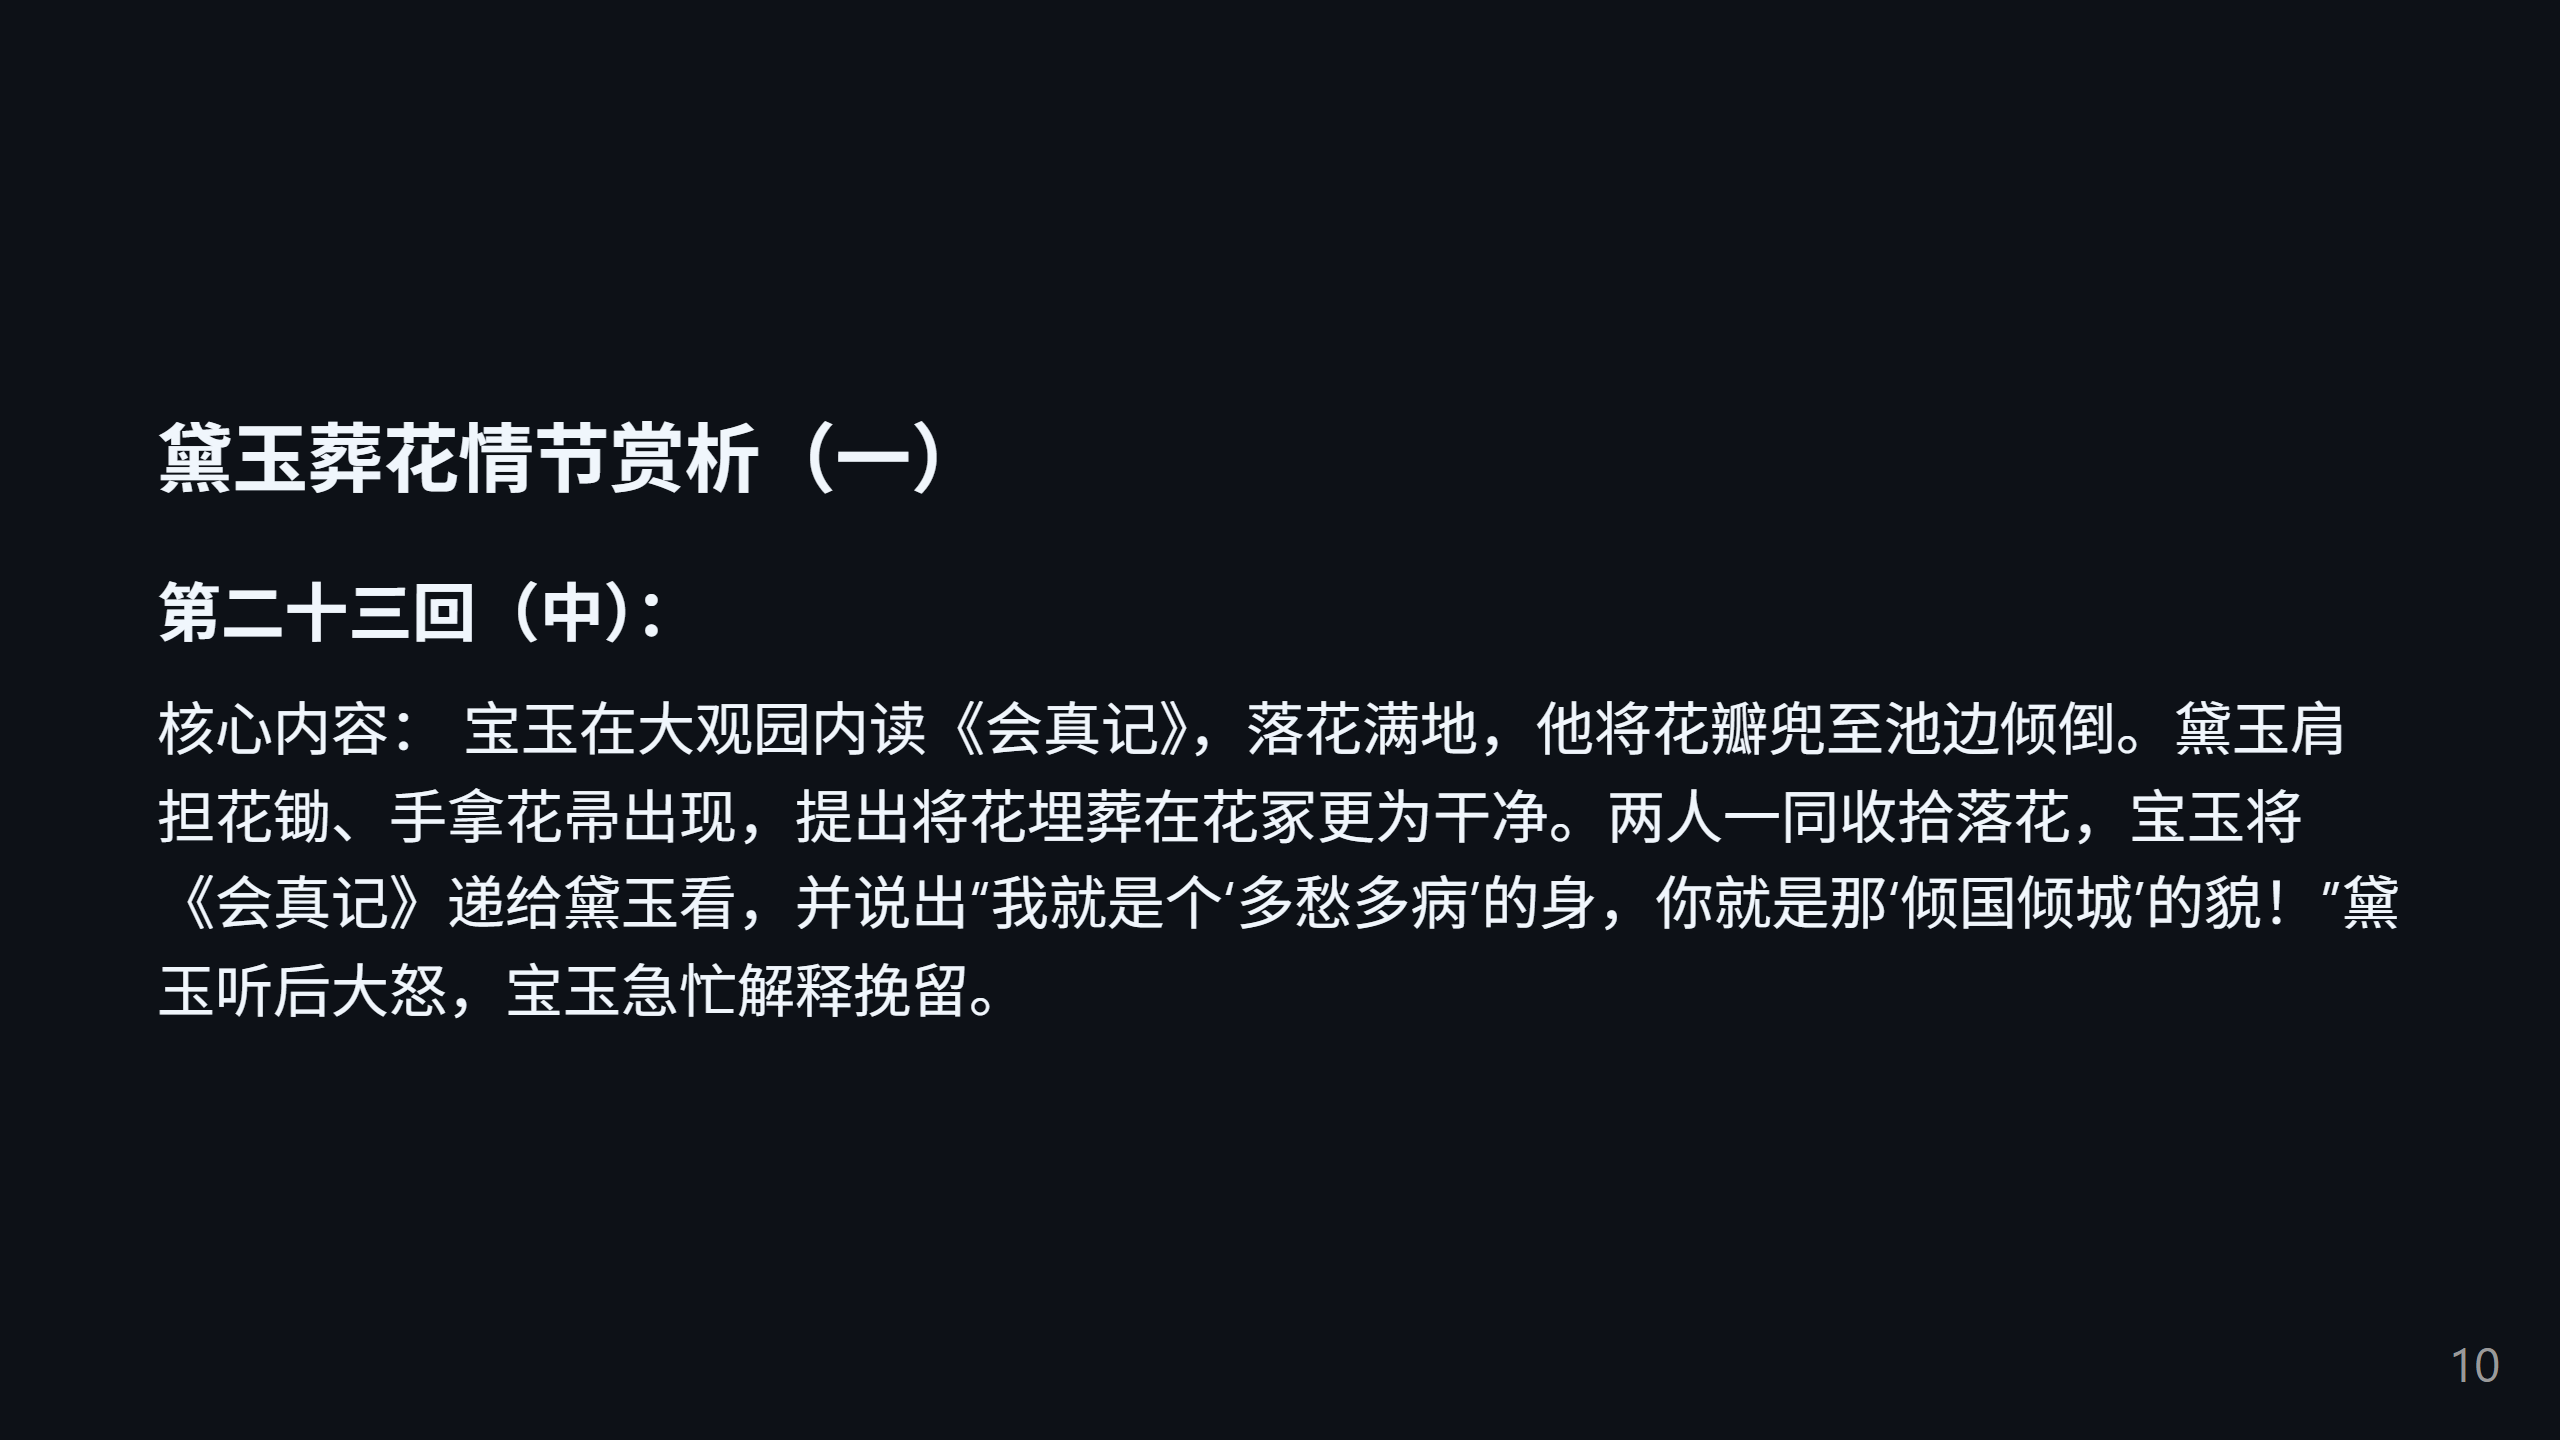 黛玉葬花情节赏析（一）
第二十三回（中）：
核心内容： 宝玉在大观园内读《会真记》，落花满地，他将花瓣兜至池边倾倒。黛玉肩
担花锄、手拿花帚出现，提出将花埋葬在花冢更为干净。两人一同收拾落花，宝玉将
《会真记》递给黛玉看，并说出“我就是个‘多愁多病’的身，你就是那‘倾国倾城’的貌！”黛
玉听后大怒，宝玉急忙解释挽留。
10